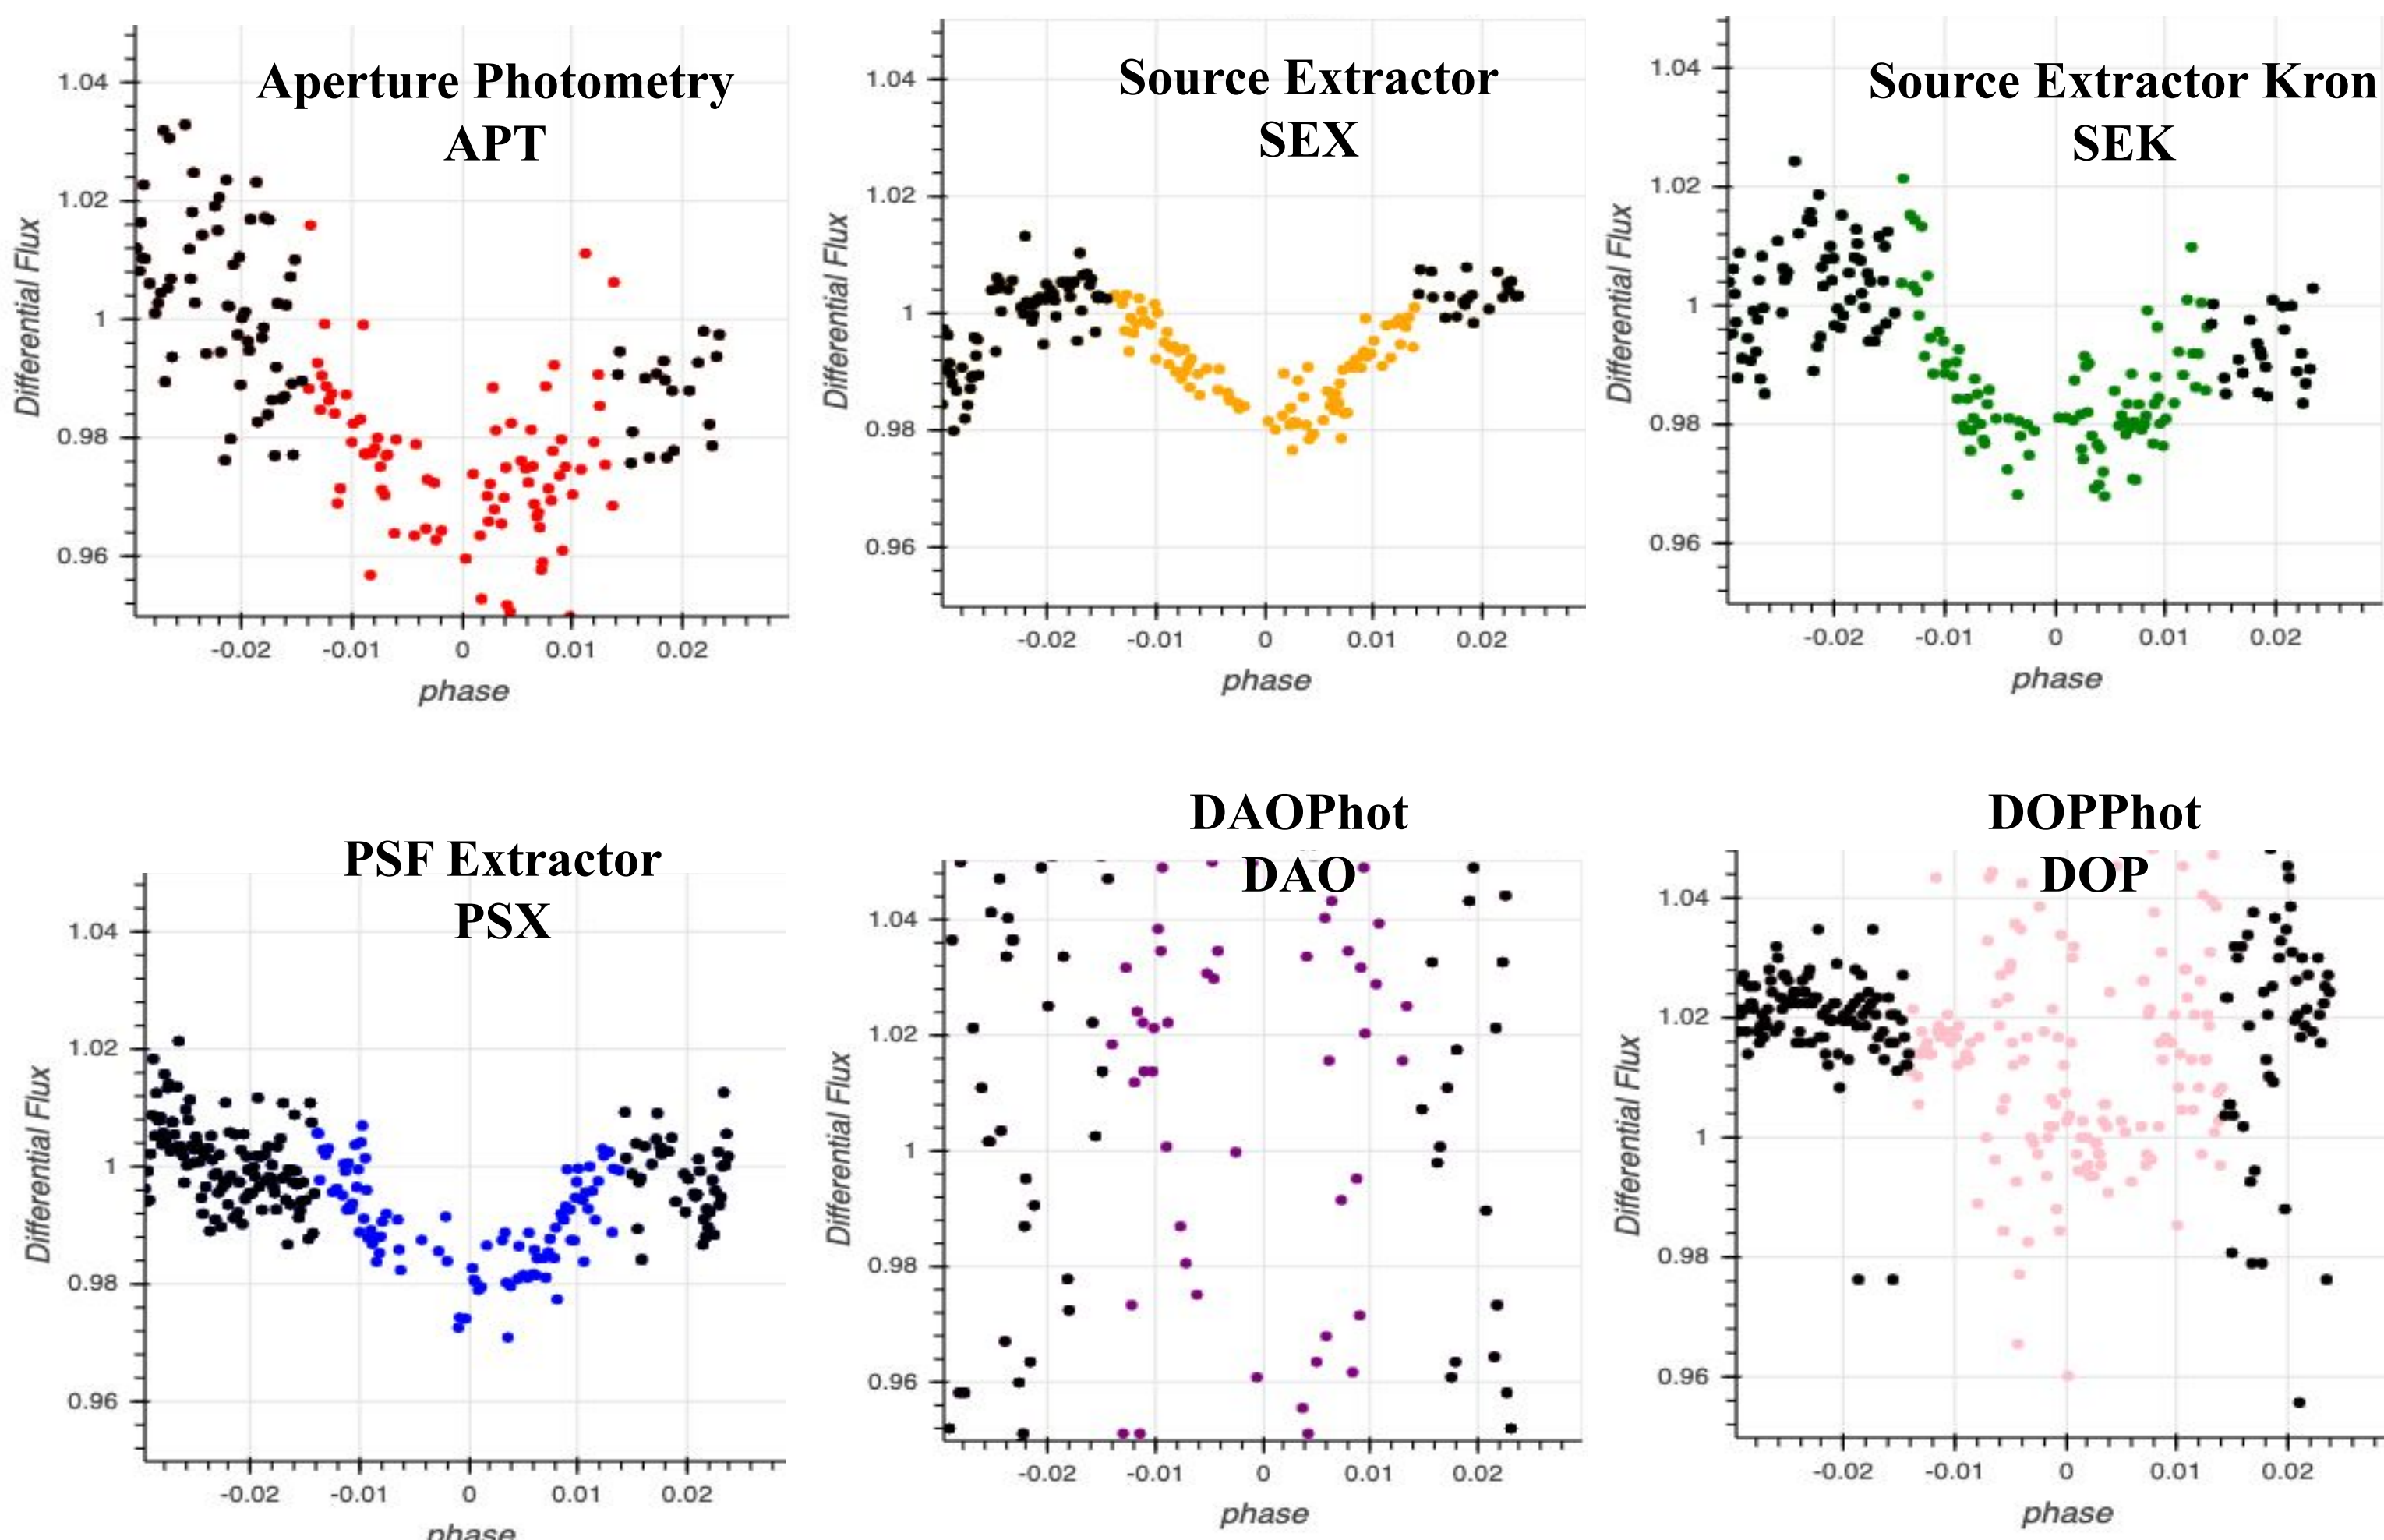 Aperture Photometry
APT
1.04
1.02
1
0.98
0.96
Differential Flux
-0.02 -0.01 0 0.01 0.02
phase
Source Extractor
SEX
1.04
1.02
1
0.98
0.96
Differential Flux
-0.02 -0.01 0 0.01 0.02
phase
Source Extractor Kron
SEK
1.04
1.02
1
0.98
0.96
Differential Flux
-0.02 -0.01 0 0.01 0.02
phase
PSF Extractor
PSX
1.04
1.02
1
0.98
0.96
Differential Flux
-0.02 -0.01 0 0.01 0.02
phase
DAOPhot
DAO
1.04
1.02
1
0.98
0.96
Differential Flux
-0.02 -0.01 0 0.01 0.02
phase
DOPPhot
DOP
1.04
1.02
1
0.98
0.96
Differential Flux
-0.02 -0.01 0 0.01 0.02
phase